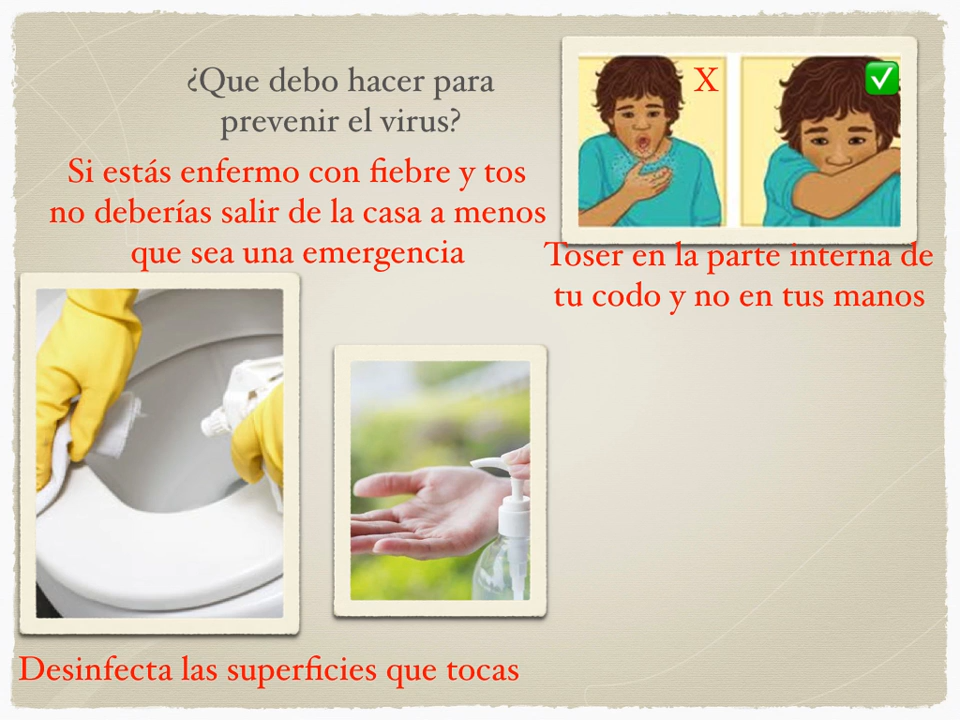 ¿Que debo hacer para
prevenir el virus?
Si estás enfermo con fiebre y tos
no deberías salir de la casa a menos
que sea una emergencia
X
Toser en la parte interna de
tu codo y no en tus manos
Desinfecta las superficies que tocas